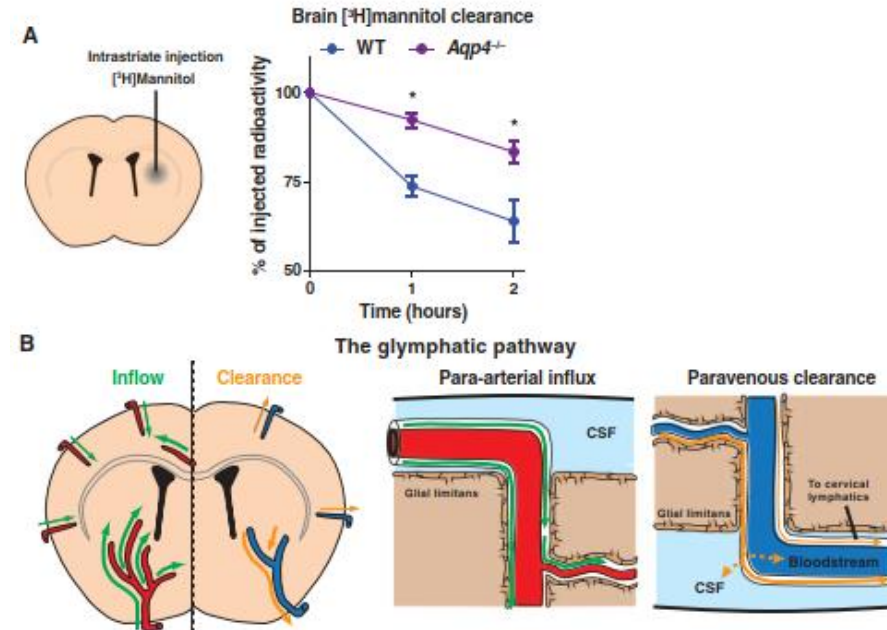 A
Intrastriate injection
[³H]Mannitol
Brain [³H]mannitol clearance
WT
Aqp4⁻/⁻
% of injected radioactivity
100
75
50
*
*
0
1
2
Time (hours)
B
The glymphatic pathway
Inflow
Clearance
Para-arterial influx
CSF
Glial limitans
Paravenous clearance
To cervical
lymphatics
Glial limitans
Bloodstream
CSF